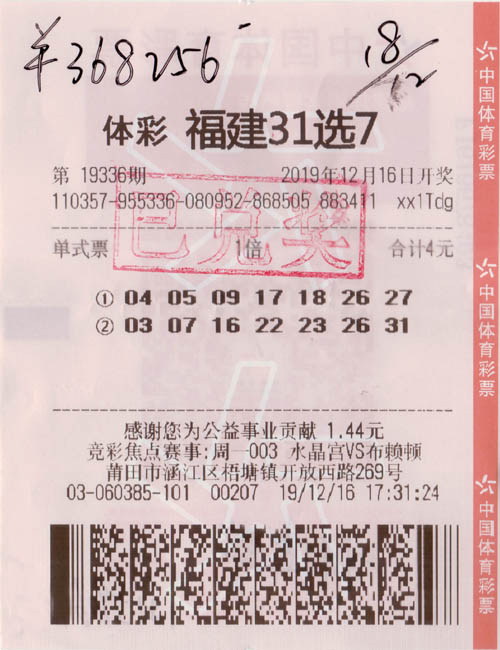 ¥368256
18/12
体彩 福建31选7
第 19336期 2019年12月16日开奖
110357-955336-080952-868505 883411 xx1Tdg
已兑奖
单式票 1倍 合计4元
① 04 05 09 17 18 26 27
② 03 07 16 22 23 26 31
感谢您为公益事业贡献 1.44元
竞彩焦点赛事:周一003 水晶宫VS布赖顿
莆田市涵江区梧塘镇开放西路269号
03-060385-101 00207 19/12/16 17:31:24
中国体育彩票
中国体育彩票
中国体育彩票